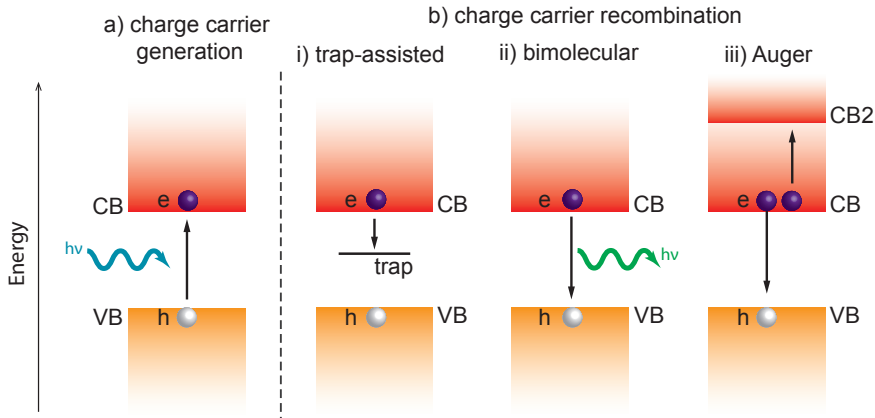 a) charge carrier
generation
b) charge carrier recombination
i) trap-assisted
ii) bimolecular
iii) Auger
Energy
CB
e
hν
VB
h
e
CB
trap
h
VB
e
CB
hν
h
VB
CB2
e
CB
h
VB